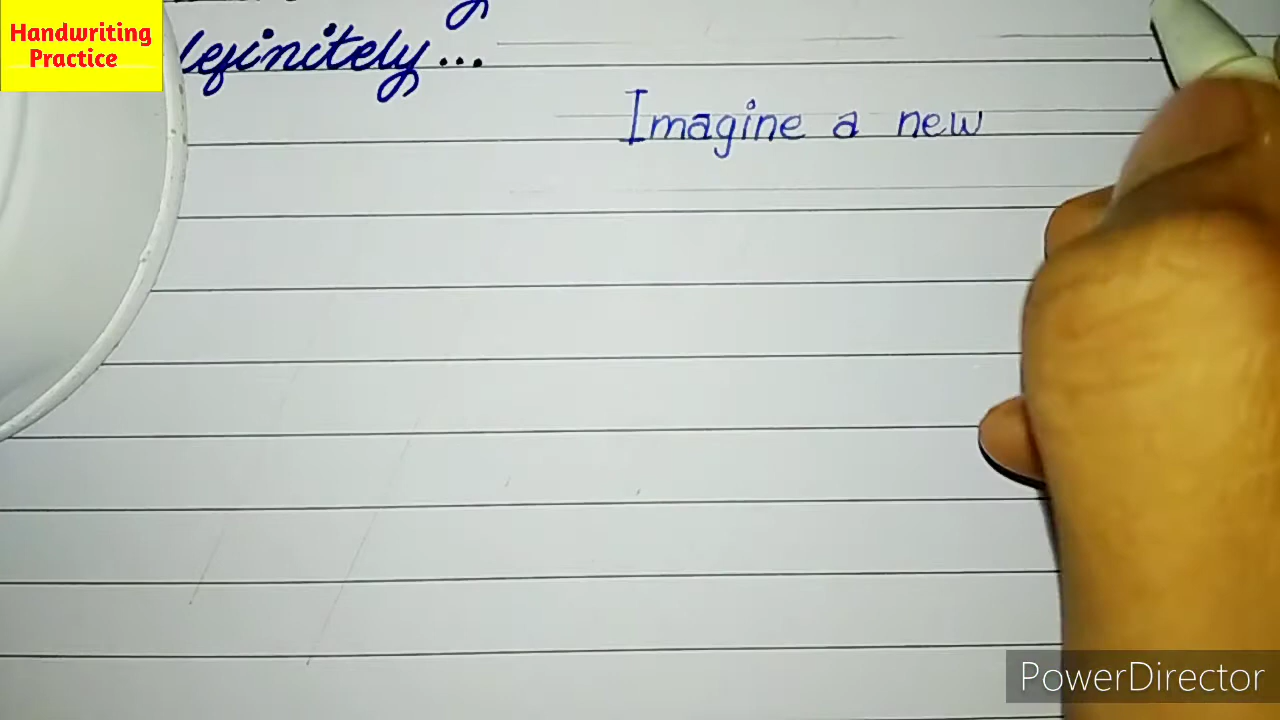 Handwriting
Practice
definitely...
Imagine a new
PowerDirector